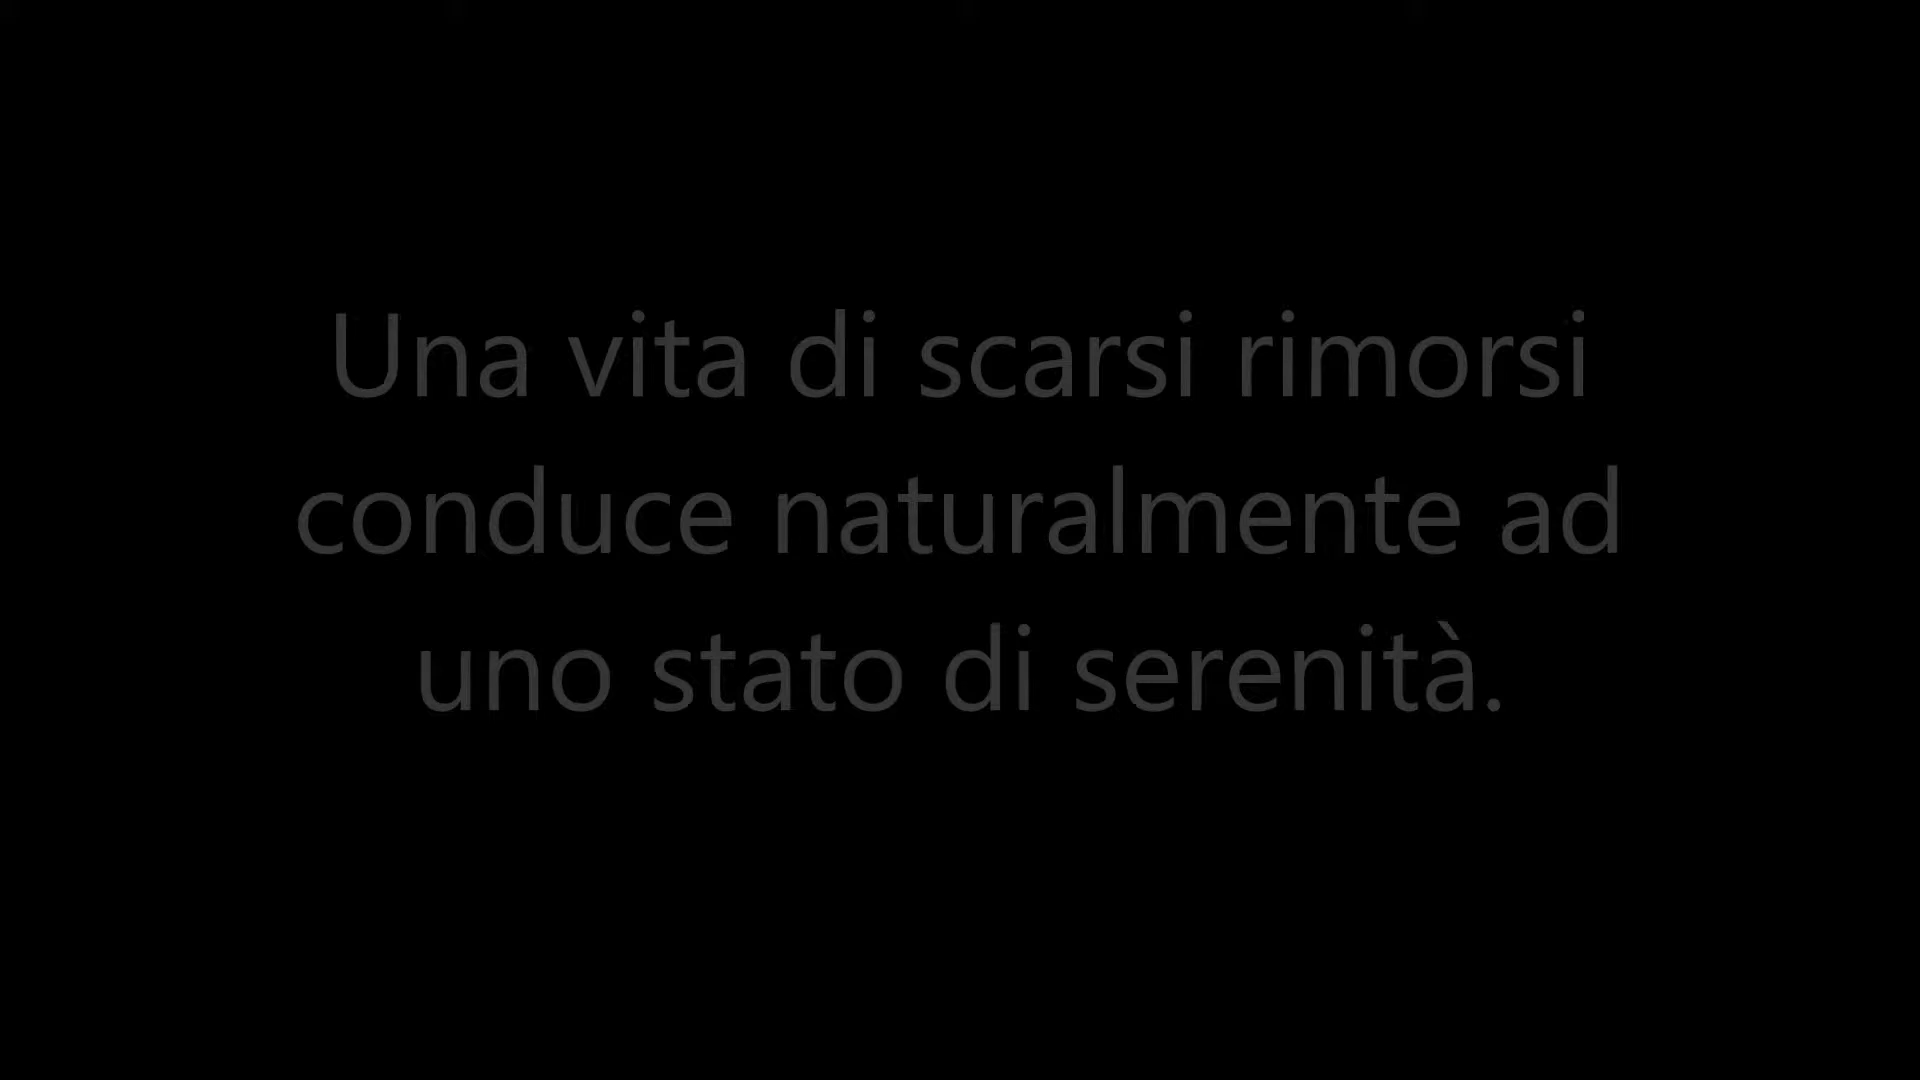 Una vita di scarsi rimorsi
conduce naturalmente ad
uno stato di serenità.